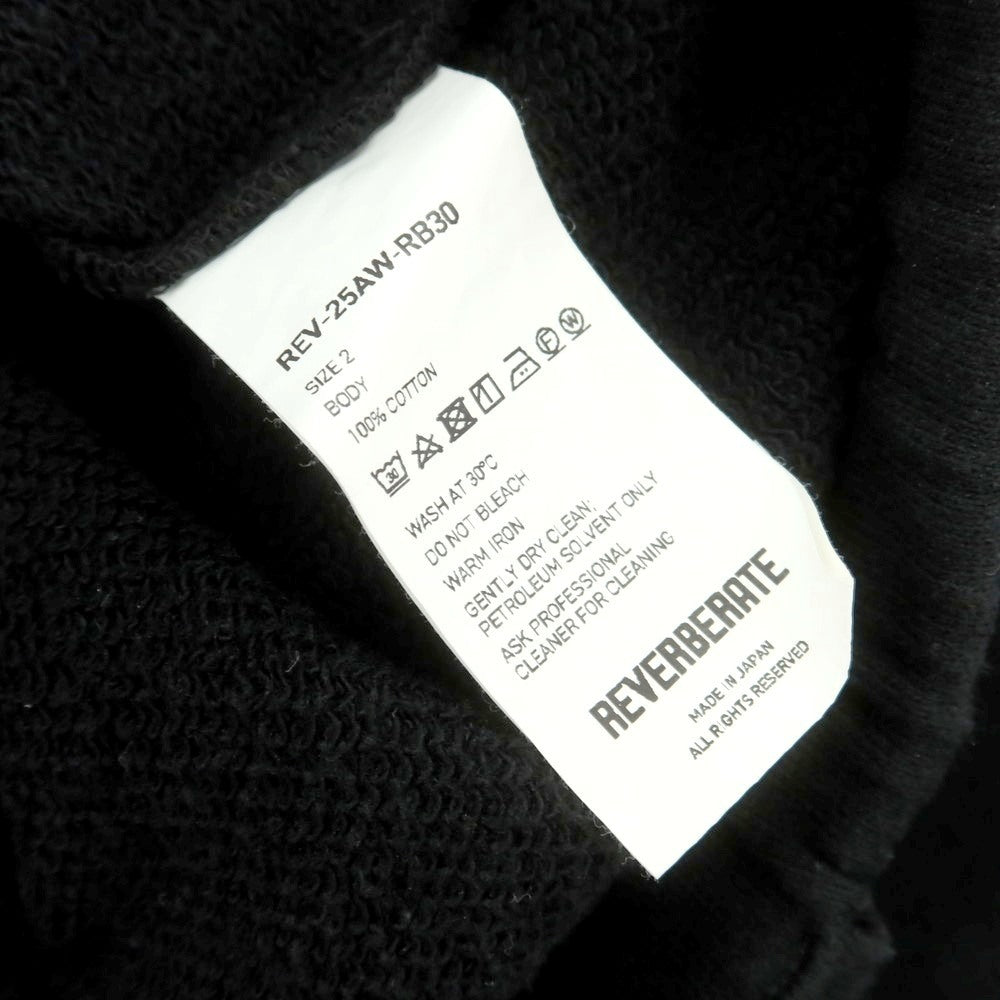 REV-25AW-RB30
SIZE 2
BODY
100% COTTON
30
F W
WASH AT 30°C
DO NOT BLEACH
WARM IRON
GENTLY DRY CLEAN;
PETROLEUM SOLVENT ONLY
ASK PROFESSIONAL
CLEANER FOR CLEANING
REVERBERATE
MADE IN JAPAN
ALL RIGHTS RESERVED